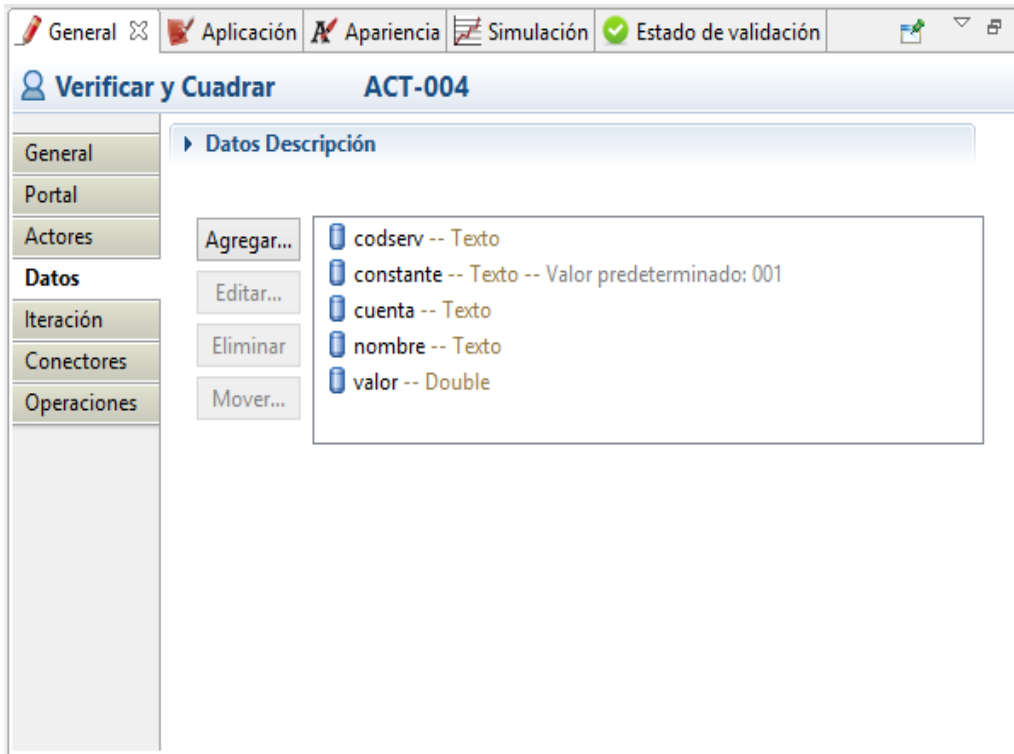 General Aplicación Apariencia Simulación Estado de validación
Verificar y Cuadrar ACT-004
Datos Descripción
General
Portal
Actores
Datos
Iteración
Conectores
Operaciones
Agregar...
Editar...
Eliminar
Mover...
codserv -- Texto
constante -- Texto -- Valor predeterminado: 001
cuenta -- Texto
nombre -- Texto
valor -- Double